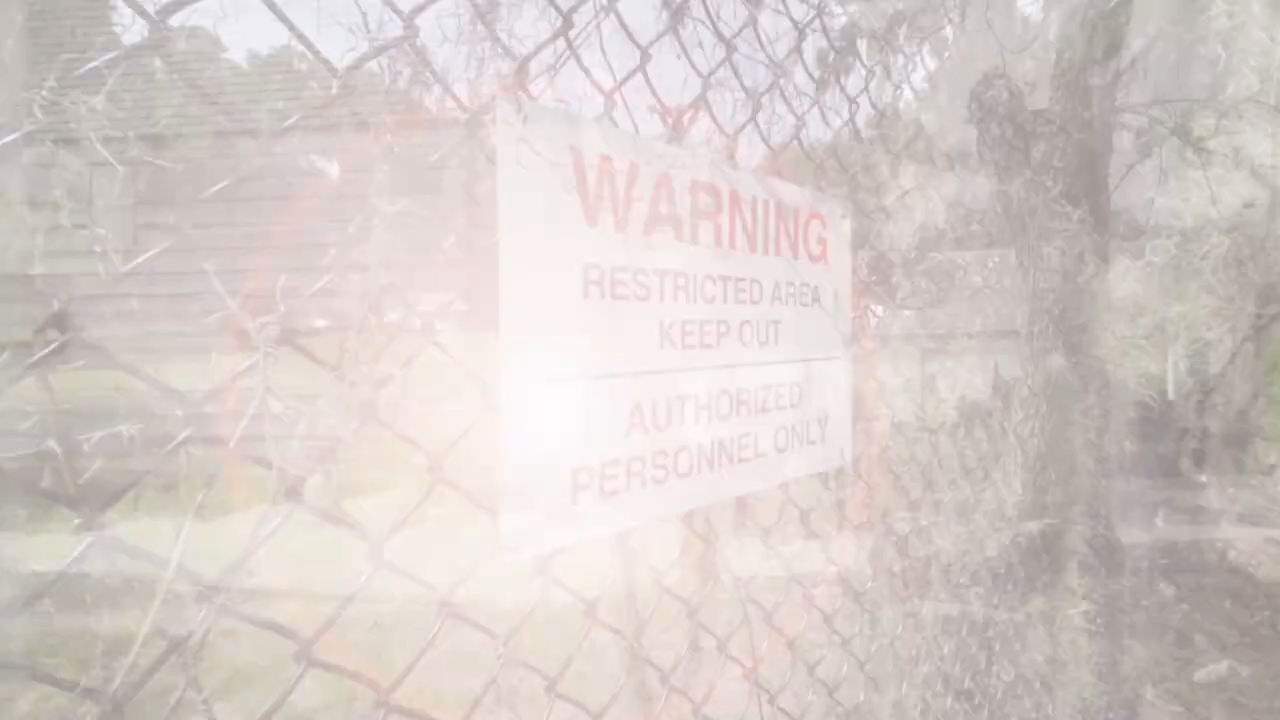 WARNING
RESTRICTED AREA
KEEP OUT
AUTHORIZED
PERSONNEL ONLY